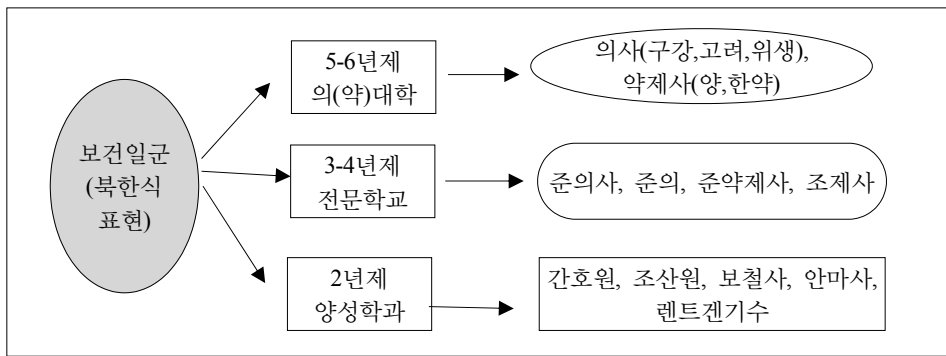 보건일군
(북한식
표현)
5-6년제
의(약)대학
의사(구강,고려,위생),
약제사(양,한약)
3-4년제
전문학교
준의사, 준의, 준약제사, 조제사
2년제
양성학과
간호원, 조산원, 보철사, 안마사,
렌트겐기수